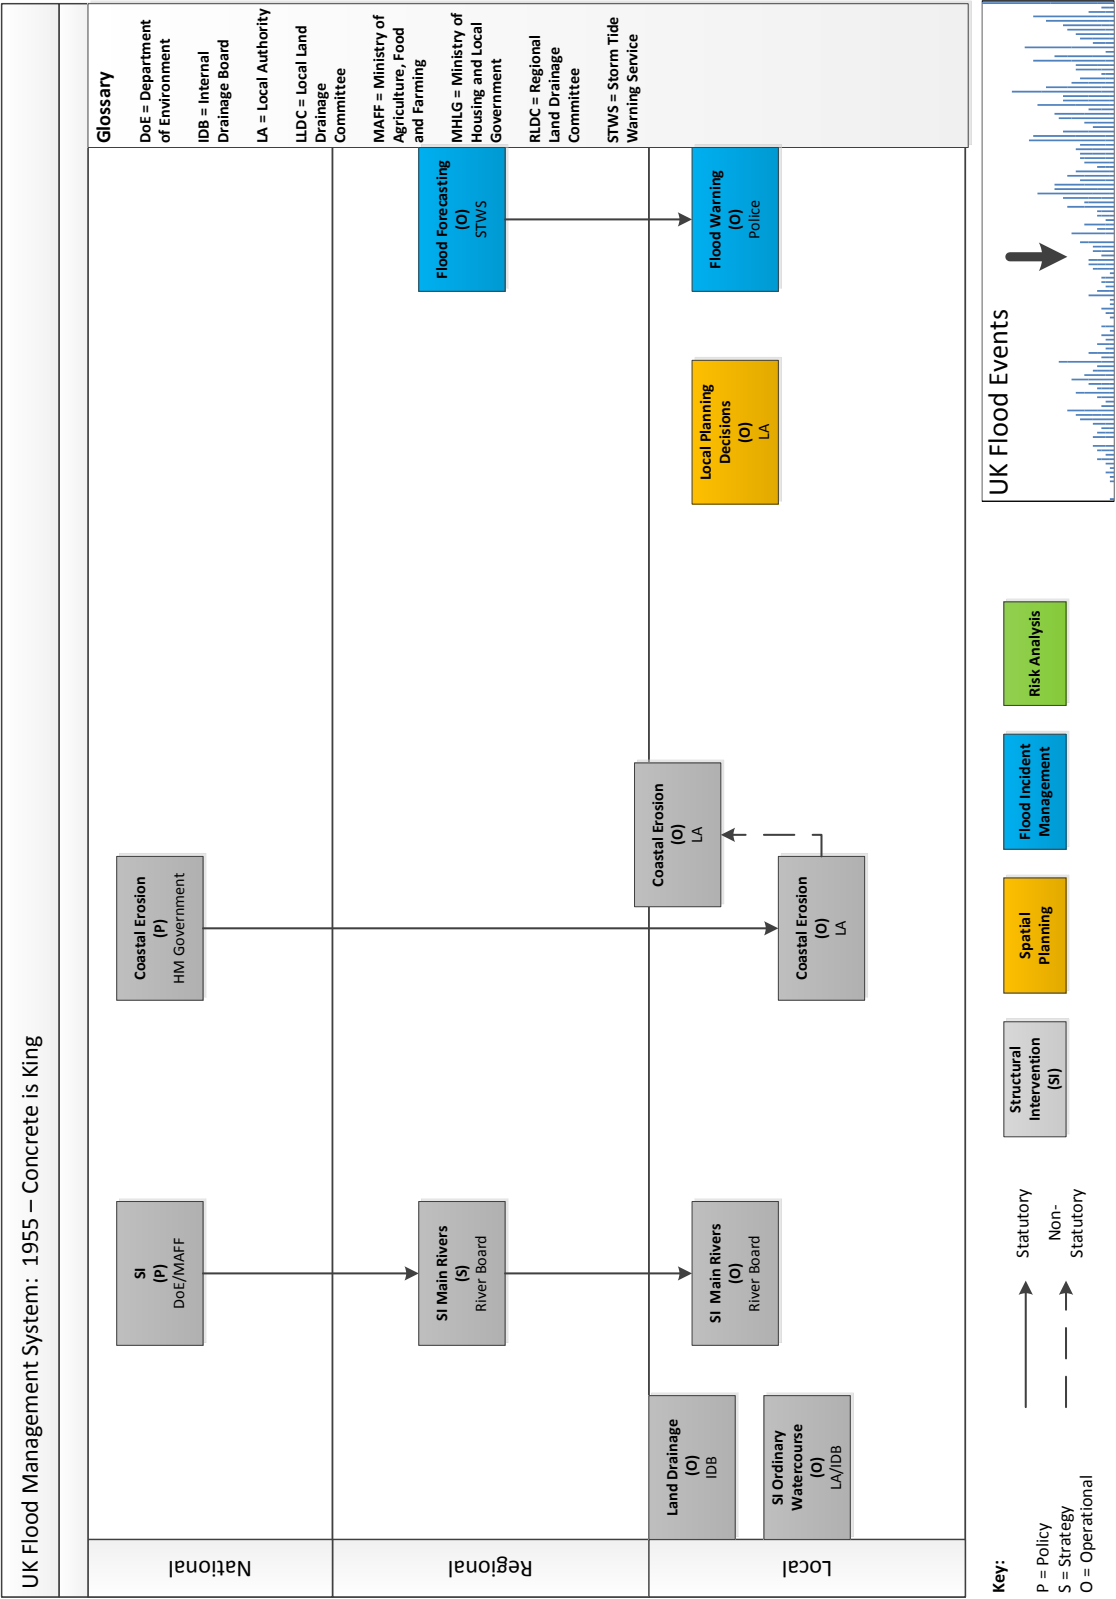 UK Flood Management System:  1955 – Concrete is King
National
Regional
Local
SI
(P)
DoE/MAFF
Coastal Erosion
(P)
HM Government
SI Main Rivers
(S)
River Board
Flood Forecasting
(O)
STWS
Land Drainage
(O)
IDB
SI Ordinary
Watercourse
(O)
LA/IDB
SI  Main Rivers
(O)
River Board
Coastal Erosion
(O)
LA
Coastal Erosion
(O)
LA
Local Planning
Decisions
(O)
LA
Flood Warning
(O)
Police
Glossary
DoE = Department
of Environment
IDB = Internal
Drainage Board
LA = Local Authority
LLDC = Local Land
Drainage
Committee
MAFF = Ministry of
Agriculture, Food
and Farming
MHLG = Ministry of
Housing and Local
Government
RLDC = Regional
Land Drainage
Committee
STWS = Storm Tide
Warning Service
Key:
P = Policy
S = Strategy
O = Operational
Statutory
Non-
Statutory
Structural
Intervention
(SI)
Spatial
Planning
Flood Incident
Management
Risk Analysis
UK Flood Events